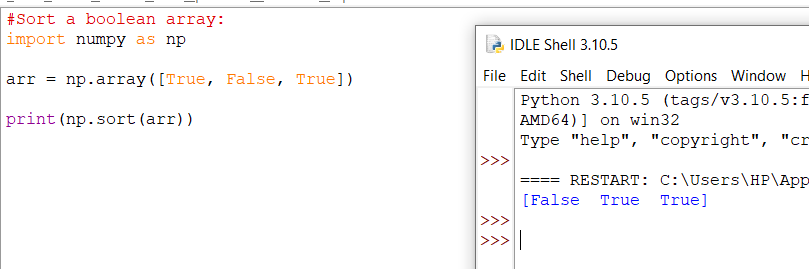 #Sort a boolean array:
import numpy as np
arr = np.array([True, False, True])
print(np.sort(arr))
IDLE Shell 3.10.5
File Edit Shell Debug Options Window H
Python 3.10.5 (tags/v3.10.5:f
AMD64)] on win32
Type "help", "copyright", "cr
>>>
==== RESTART: C:\Users\HP\App
[False  True  True]
>>>
>>>